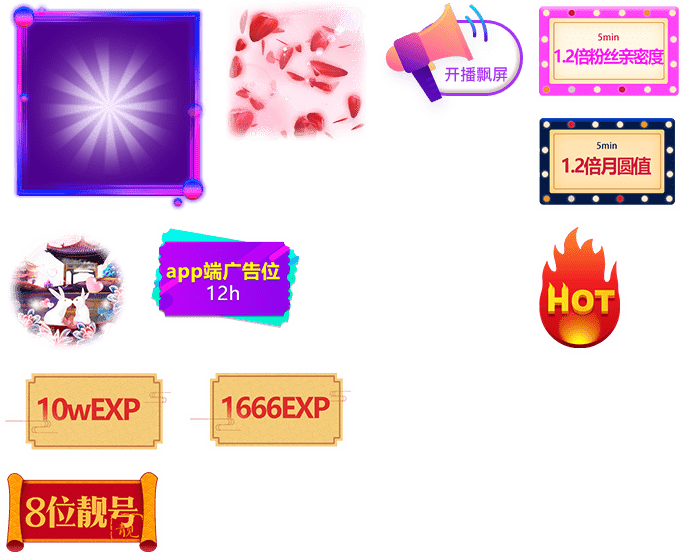 开播飘屏
5min
1.2倍粉丝亲密度
5min
1.2倍月圆值
app端广告位
12h
HOT
10wEXP
1666EXP
8位靓号
靓